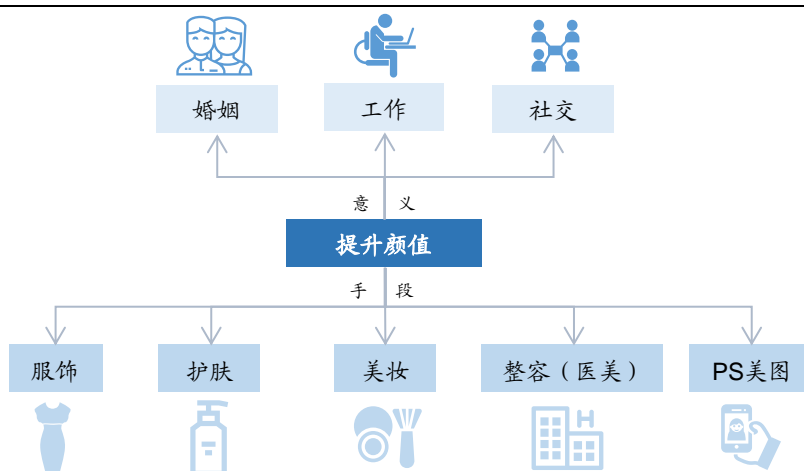 婚姻 工作 社交
意 义
提升颜值
手 段
服饰 护肤 美妆 整容（医美） PS美图
H